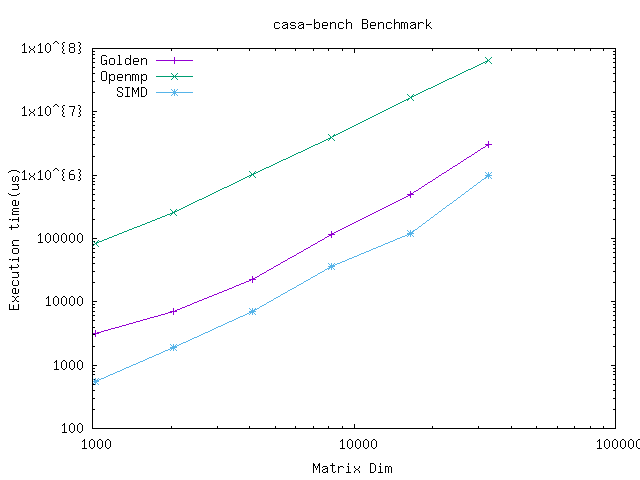 casa-bench Benchmark
1x10^{8}
1x10^{7}
1x10^{6}
100000
10000
1000
100
Execution time(us)
Golden
Openmp
SIMD
1000
10000
100000
Matrix Dim